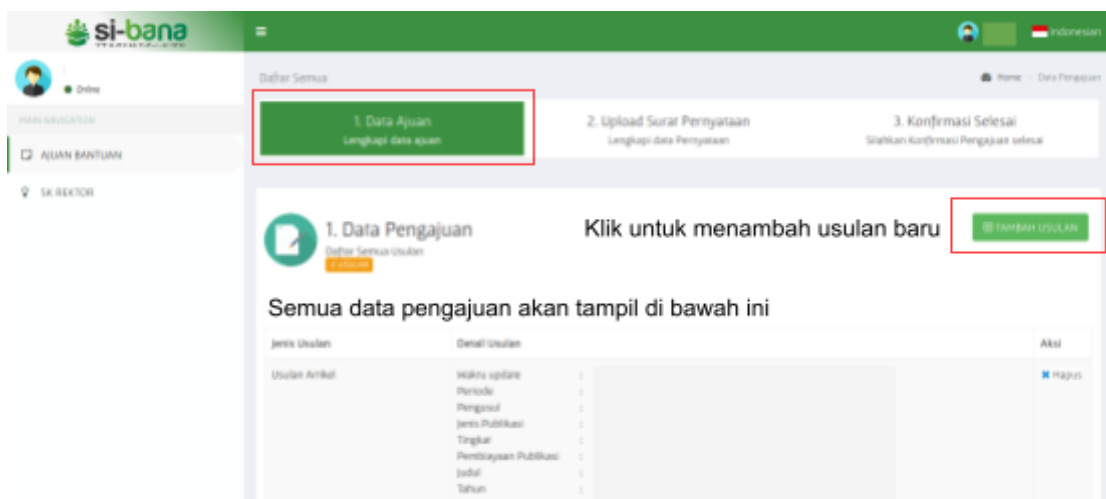 si-bana
indonesian
Online
Daftar Semua
Home - Data Pengajuan
MAIN NAVIGATION
AJUAN BANTUAN
SK REKTOR
1. Data Ajuan
Lengkapi data ajuan
2. Upload Surat Pernyataan
Lengkapi data Pernyataan
3. Konfirmasi Selesai
Silahkan Konfirmasi Pengajuan selesai
1. Data Pengajuan
Daftar Semua Usulan
Klik untuk menambah usulan baru
TAMBAH USULAN
Semua data pengajuan akan tampil di bawah ini
Jenis Usulan Detail Usulan Aksi
Usulan Artikel Waktu update : Hapus
Periode :
Pengusul :
Jenis Publikasi :
Tingkat :
Pembiayaan Publikasi :
Judul :
Tahun :